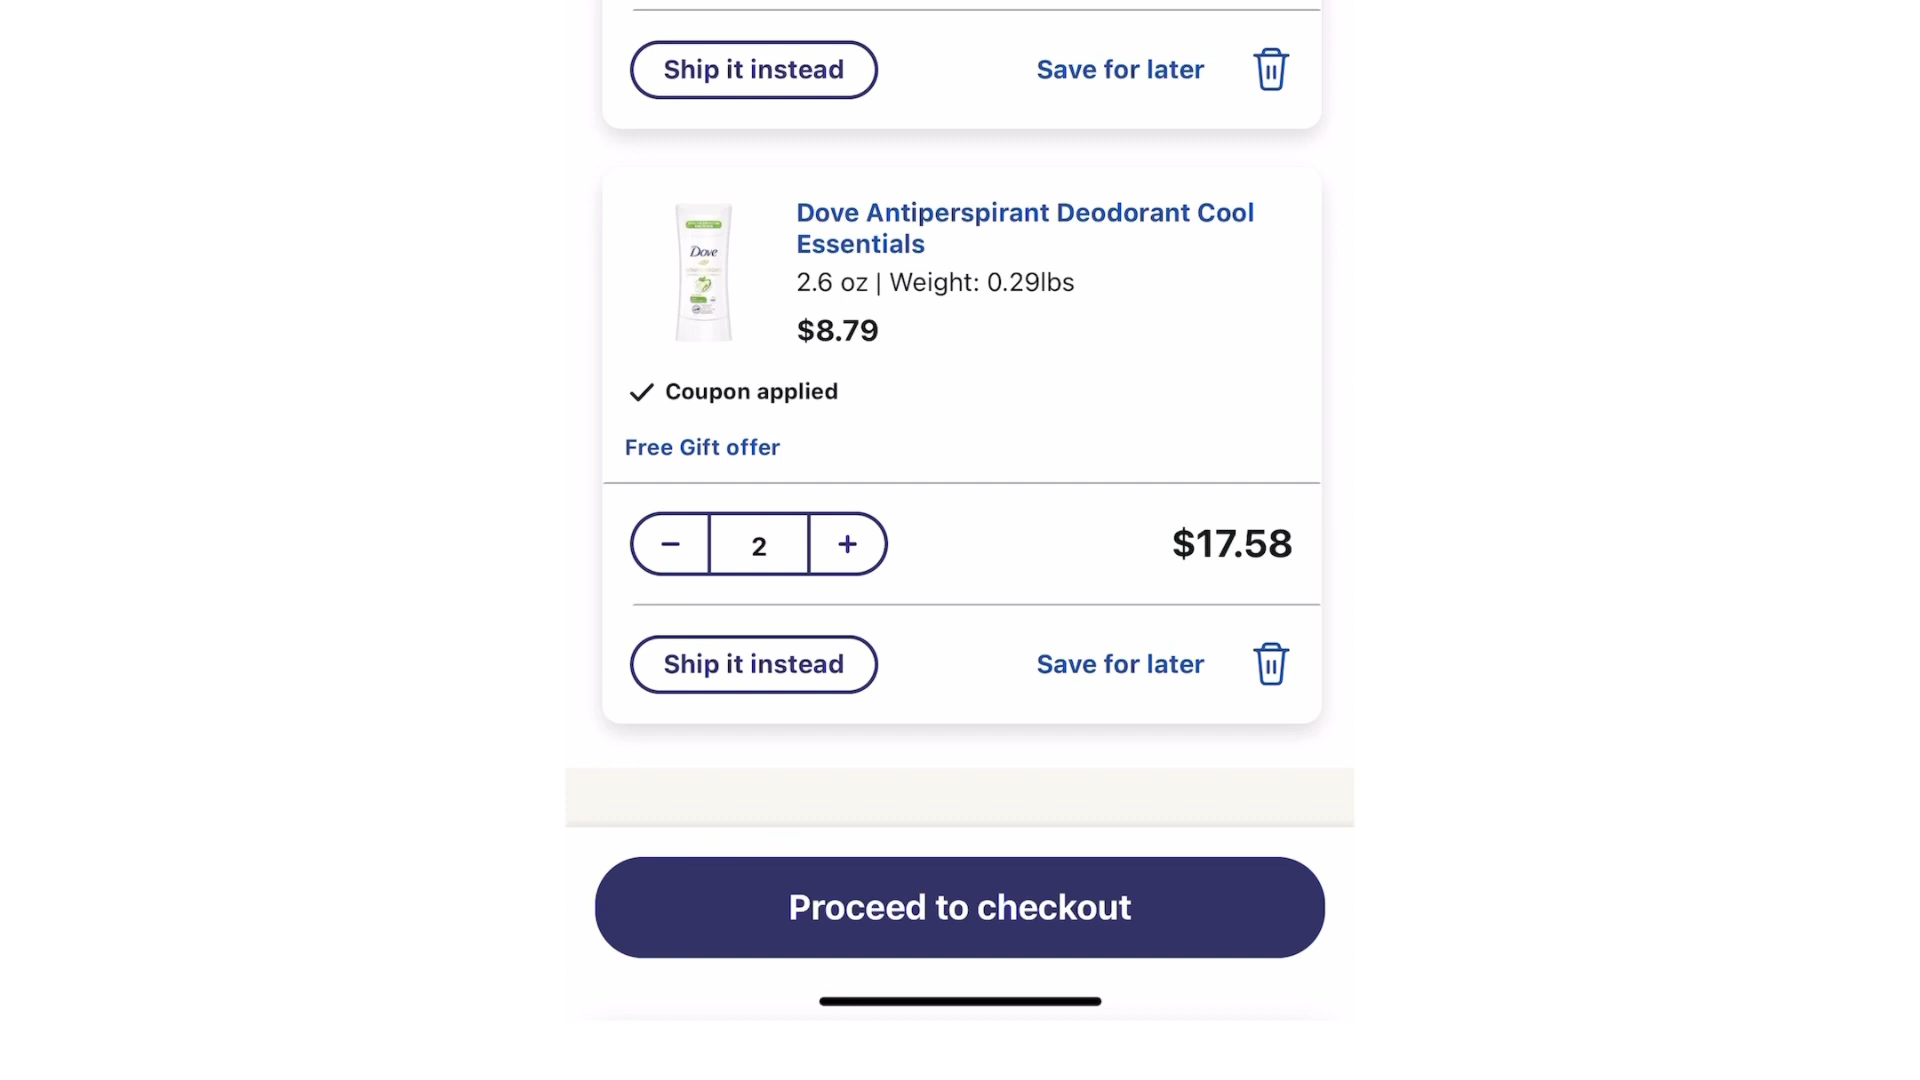 Ship it instead
Save for later
Dove Antiperspirant Deodorant Cool
Essentials
2.6 oz | Weight: 0.29lbs
$8.79
Dove
Coupon applied
Free Gift offer
− 2 +
$17.58
Ship it instead
Save for later
Proceed to checkout